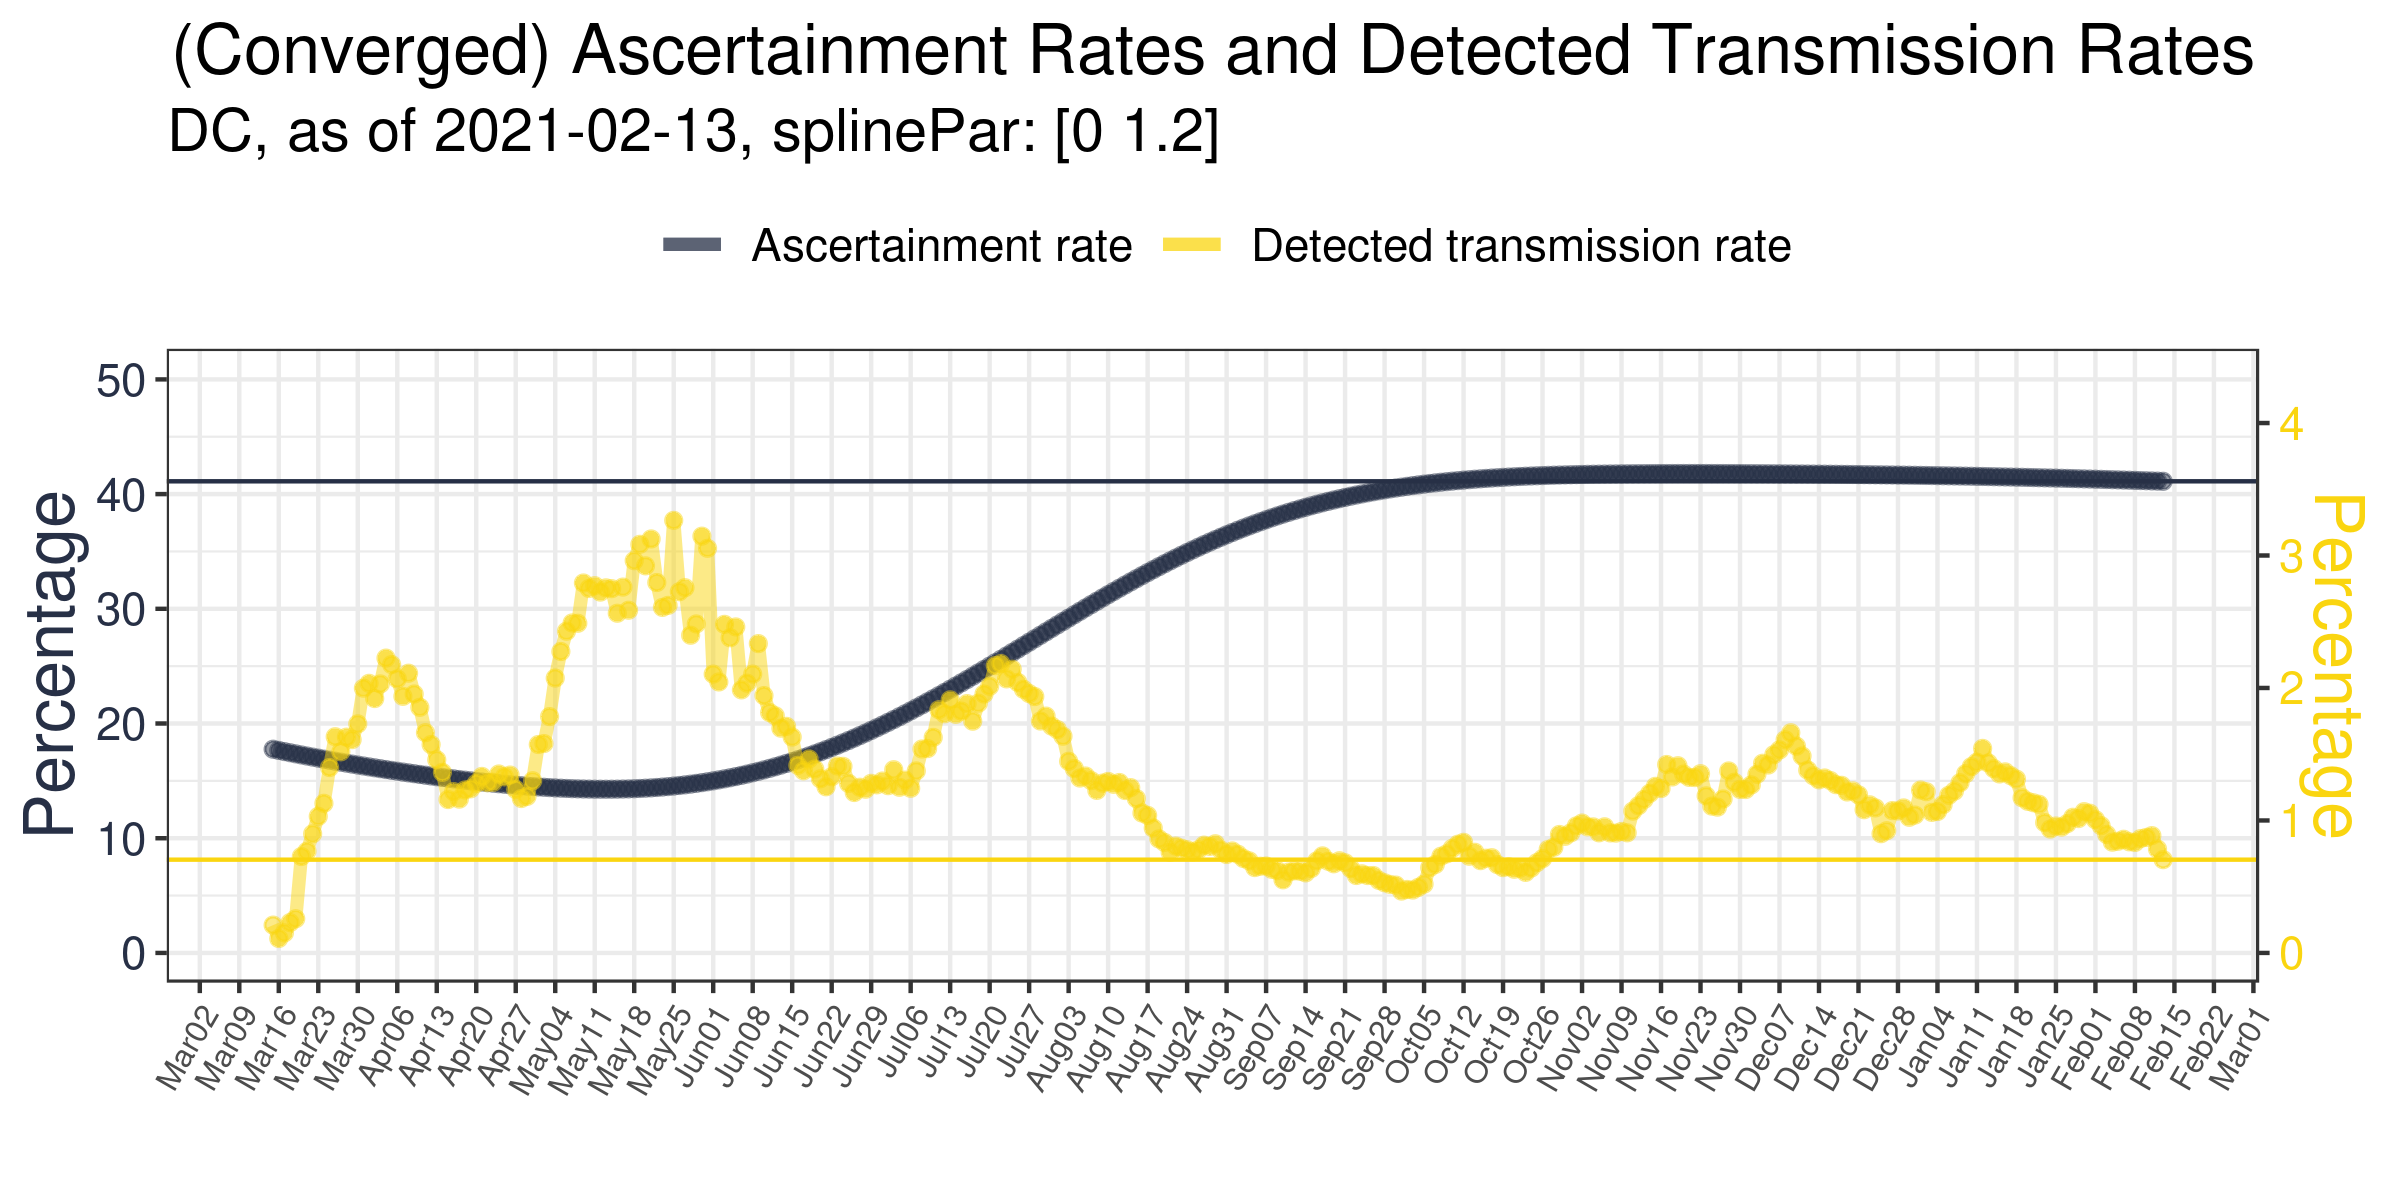 (Converged) Ascertainment Rates and Detected Transmission Rates
DC, as of 2021-02-13, splinePar: [0 1.2]
Ascertainment rate Detected transmission rate
Percentage
50
40
30
20
10
0
4
3
2
1
0
Percentage
Mar02 Mar09 Mar16 Mar23 Mar30 Apr06 Apr13 Apr20 Apr27 May04 May11 May18 May25 Jun01 Jun08 Jun15 Jun22 Jun29 Jul06 Jul13 Jul20 Jul27 Aug03 Aug10 Aug17 Aug24 Aug31 Sep07 Sep14 Sep21 Sep28 Oct05 Oct12 Oct19 Oct26 Nov02 Nov09 Nov16 Nov23 Nov30 Dec07 Dec14 Dec21 Dec28 Jan04 Jan11 Jan18 Jan25 Feb01 Feb08 Feb15 Feb22 Mar01